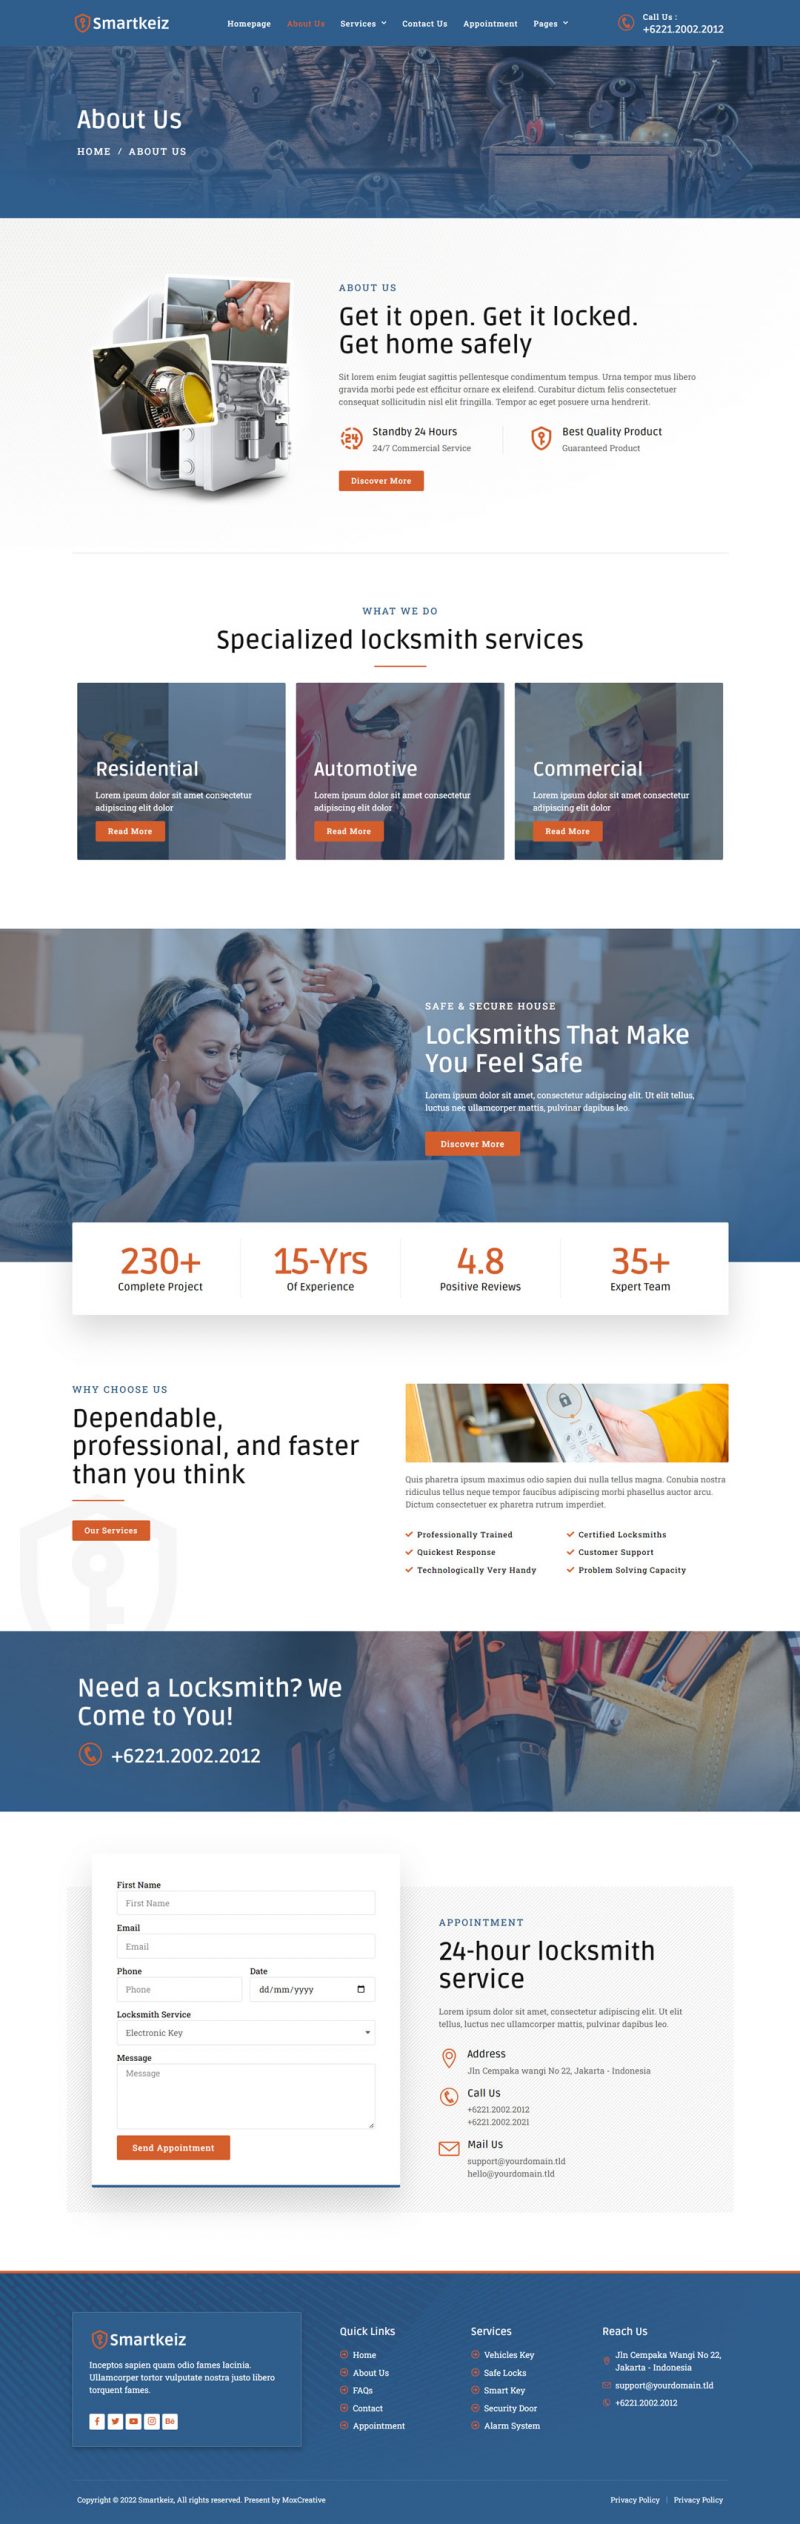 Smartkeiz
Homepage
About Us
Services
Contact Us
Appointment
Pages
Call Us :
+6221.2002.2012
About Us
HOME / ABOUT US
ABOUT US
Get it open. Get it locked.
Get home safely
Sit lorem enim feugiat sagittis pellentesque condimentum tempus. Urna tempor mus libero
gravida morbi pede est efficitur ornare ex eleifend. Curabitur dictum felis consectetuer
consequat sollicitudin nisl elit fringilla. Tempor ac eget posuere urna hendrerit.
24
Standby 24 Hours
24/7 Commercial Service
Best Quality Product
Guaranteed Product
Discover More
WHAT WE DO
Specialized locksmith services
Residential
Lorem ipsum dolor sit amet consectetur
adipiscing elit dolor
Read More
Automotive
Lorem ipsum dolor sit amet consectetur
adipiscing elit dolor
Read More
Commercial
Lorem ipsum dolor sit amet consectetur
adipiscing elit dolor
Read More
SAFE & SECURE HOUSE
Locksmiths That Make
You Feel Safe
Lorem ipsum dolor sit amet, consectetur adipiscing elit. Ut elit tellus,
luctus nec ullamcorper mattis, pulvinar dapibus leo.
Discover More
230+
Complete Project
15-Yrs
Of Experience
4.8
Positive Reviews
35+
Expert Team
WHY CHOOSE US
Dependable,
professional, and faster
than you think
Our Services
Quis pharetra ipsum maximus odio sapien dui nulla tellus magna. Conubia nostra
ridiculus tellus neque tempor faucibus adipiscing morbi phasellus auctor arcu.
Dictum consectetuer ex pharetra rutrum imperdiet.
Professionally Trained
Certified Locksmiths
Quickest Response
Customer Support
Technologically Very Handy
Problem Solving Capacity
Need a Locksmith? We
Come to You!
+6221.2002.2012
First Name
First Name
Email
Email
Phone
Phone
Date
dd/mm/yyyy
Locksmith Service
Electronic Key
Message
Message
Send Appointment
APPOINTMENT
24-hour locksmith
service
Lorem ipsum dolor sit amet, consectetur adipiscing elit. Ut elit
tellus, luctus nec ullamcorper mattis, pulvinar dapibus leo.
Address
Jln Cempaka wangi No 22, Jakarta - Indonesia
Call Us
+6221.2002.2012
+6221.2002.2021
Mail Us
support@yourdomain.tld
hello@yourdomain.tld
Smartkeiz
Inceptos sapien quam odio fames lacinia.
Ullamcorper tortor vulputate nostra justo libero
torquent fames.
Bē
Quick Links
Home
About Us
FAQs
Contact
Appointment
Services
Vehicles Key
Safe Locks
Smart Key
Security Door
Alarm System
Reach Us
Jln Cempaka Wangi No 22,
Jakarta - Indonesia
support@yourdomain.tld
+6221.2002.2012
Copyright © 2022 Smartkeiz, All rights reserved. Present by MoxCreative
Privacy Policy | Privacy Policy